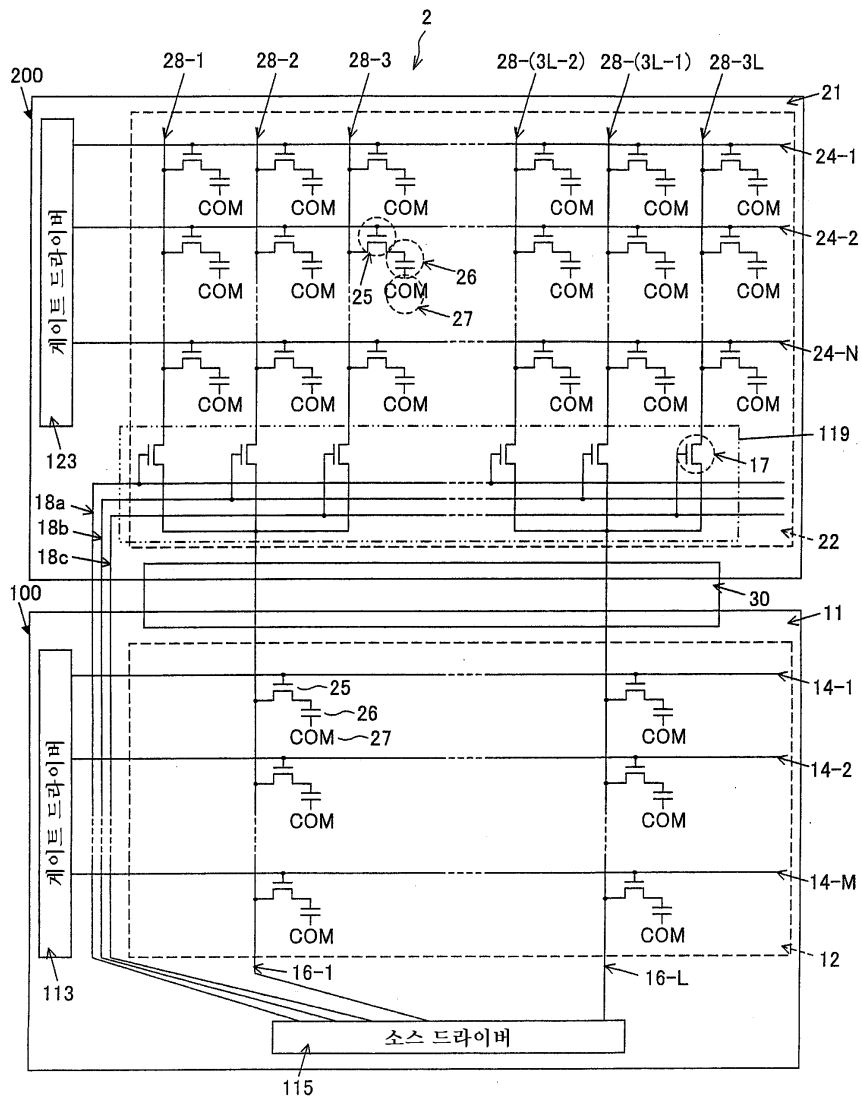 2
28-1 28-2 28-3 28-(3L-2) 28-(3L-1) 28-3L
200
21
24-1
COM COM COM COM COM COM
24-2
25
26
COM COM COM COM COM COM
27
24-N
COM COM COM COM COM COM
게이트 드라이버
123
119
17
18a
18b
18c
22
30
100
11
14-1
25
26
COM 27 COM
14-2
COM COM
14-M
COM COM
게이트 드라이버
113
12
16-1 16-L
소스 드라이버
115